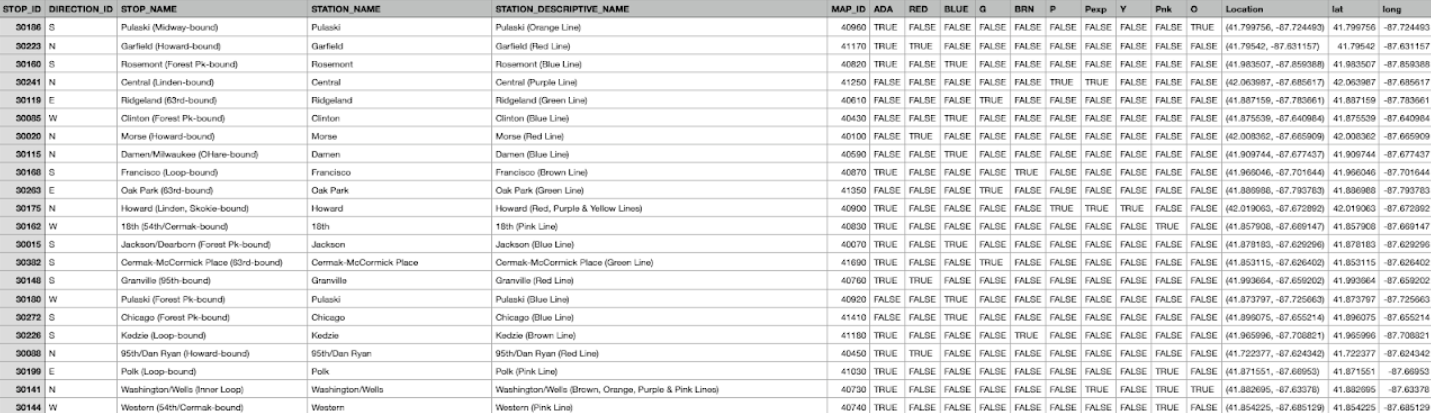 STOP_ID DIRECTION_ID STOP_NAME STATION_NAME STATION_DESCRIPTIVE_NAME MAP_ID ADA RED BLUE G BRN P Pexp Y Pnk O Location lat long
30186 S Pulaski (Midway-bound) Pulaski Pulaski (Orange Line) 40960 TRUE FALSE FALSE FALSE FALSE FALSE FALSE FALSE FALSE TRUE (41.799756, -87.724493) 41.799756 -87.724493
30223 N Garfield (Howard-bound) Garfield Garfield (Red Line) 41170 TRUE TRUE FALSE FALSE FALSE FALSE FALSE FALSE FALSE FALSE (41.79542, -87.631157) 41.79542 -87.631157
30160 S Rosemont (Forest Pk-bound) Rosemont Rosemont (Blue Line) 40820 TRUE FALSE TRUE FALSE FALSE FALSE FALSE FALSE FALSE FALSE (41.983507, -87.859388) 41.983507 -87.859388
30241 N Central (Linden-bound) Central Central (Purple Line) 41250 FALSE FALSE FALSE FALSE FALSE TRUE TRUE FALSE FALSE FALSE (42.063987, -87.685617) 42.063987 -87.685617
30119 E Ridgeland (63rd-bound) Ridgeland Ridgeland (Green Line) 40610 FALSE FALSE FALSE TRUE FALSE FALSE FALSE FALSE FALSE FALSE (41.887159, -87.783661) 41.887159 -87.783661
30085 W Clinton (Forest Pk-bound) Clinton Clinton (Blue Line) 40430 FALSE FALSE TRUE FALSE FALSE FALSE FALSE FALSE FALSE FALSE (41.875539, -87.640984) 41.875539 -87.640984
30020 N Morse (Howard-bound) Morse Morse (Red Line) 40100 FALSE TRUE FALSE FALSE FALSE FALSE FALSE FALSE FALSE FALSE (42.008362, -87.665909) 42.008362 -87.665909
30115 N Damen/Milwaukee (OHare-bound) Damen Damen (Blue Line) 40590 FALSE FALSE TRUE FALSE FALSE FALSE FALSE FALSE FALSE FALSE (41.909744, -87.677437) 41.909744 -87.677437
30168 S Francisco (Loop-bound) Francisco Francisco (Brown Line) 40870 TRUE FALSE FALSE FALSE TRUE FALSE FALSE FALSE FALSE FALSE (41.966046, -87.701644) 41.966046 -87.701644
30263 E Oak Park (63rd-bound) Oak Park Oak Park (Green Line) 41350 FALSE FALSE FALSE TRUE FALSE FALSE FALSE FALSE FALSE FALSE (41.886988, -87.793783) 41.886988 -87.793783
30175 N Howard (Linden, Skokie-bound) Howard Howard (Red, Purple & Yellow Lines) 40900 TRUE FALSE FALSE FALSE FALSE TRUE TRUE TRUE FALSE FALSE (42.019063, -87.672892) 42.019063 -87.672892
30162 W 18th (54th/Cermak-bound) 18th 18th (Pink Line) 40830 TRUE FALSE FALSE FALSE FALSE FALSE FALSE FALSE TRUE FALSE (41.857908, -87.669147) 41.857908 -87.669147
30015 S Jackson/Dearborn (Forest Pk-bound) Jackson Jackson (Blue Line) 40070 TRUE FALSE TRUE FALSE FALSE FALSE FALSE FALSE FALSE FALSE (41.878183, -87.629296) 41.878183 -87.629296
30382 S Cermak-McCormick Place (63rd-bound) Cermak-McCormick Place Cermak-McCormick Place (Green Line) 41690 TRUE FALSE FALSE TRUE FALSE FALSE FALSE FALSE FALSE FALSE (41.853115, -87.626402) 41.853115 -87.626402
30148 S Granville (95th-bound) Granville Granville (Red Line) 40760 TRUE TRUE FALSE FALSE FALSE FALSE FALSE FALSE FALSE FALSE (41.993664, -87.659202) 41.993664 -87.659202
30180 W Pulaski (Forest Pk-bound) Pulaski Pulaski (Blue Line) 40920 FALSE FALSE TRUE FALSE FALSE FALSE FALSE FALSE FALSE FALSE (41.873797, -87.725663) 41.873797 -87.725663
30272 S Chicago (Forest Pk-bound) Chicago Chicago (Blue Line) 41410 FALSE FALSE TRUE FALSE FALSE FALSE FALSE FALSE FALSE FALSE (41.896075, -87.655214) 41.896075 -87.655214
30226 S Kedzie (Loop-bound) Kedzie Kedzie (Brown Line) 41180 TRUE FALSE FALSE FALSE TRUE FALSE FALSE FALSE FALSE FALSE (41.965996, -87.708821) 41.965996 -87.708821
30088 N 95th/Dan Ryan (Howard-bound) 95th/Dan Ryan 95th/Dan Ryan (Red Line) 40450 TRUE TRUE FALSE FALSE FALSE FALSE FALSE FALSE FALSE FALSE (41.722377, -87.624342) 41.722377 -87.624342
30199 E Polk (Loop-bound) Polk Polk (Pink Line) 41030 TRUE FALSE FALSE FALSE FALSE FALSE FALSE FALSE TRUE FALSE (41.871551, -87.66953) 41.871551 -87.66953
30141 N Washington/Wells (Inner Loop) Washington/Wells Washington/Wells (Brown, Orange, Purple & Pink Lines) 40730 TRUE FALSE FALSE FALSE FALSE FALSE TRUE FALSE TRUE TRUE (41.882695, -87.63378) 41.882695 -87.63378
30144 W Western (54th/Cermak-bound) Western Western (Pink Line) 40740 TRUE FALSE FALSE FALSE FALSE FALSE FALSE FALSE TRUE FALSE (41.854225, -87.685129) 41.854225 -87.685129